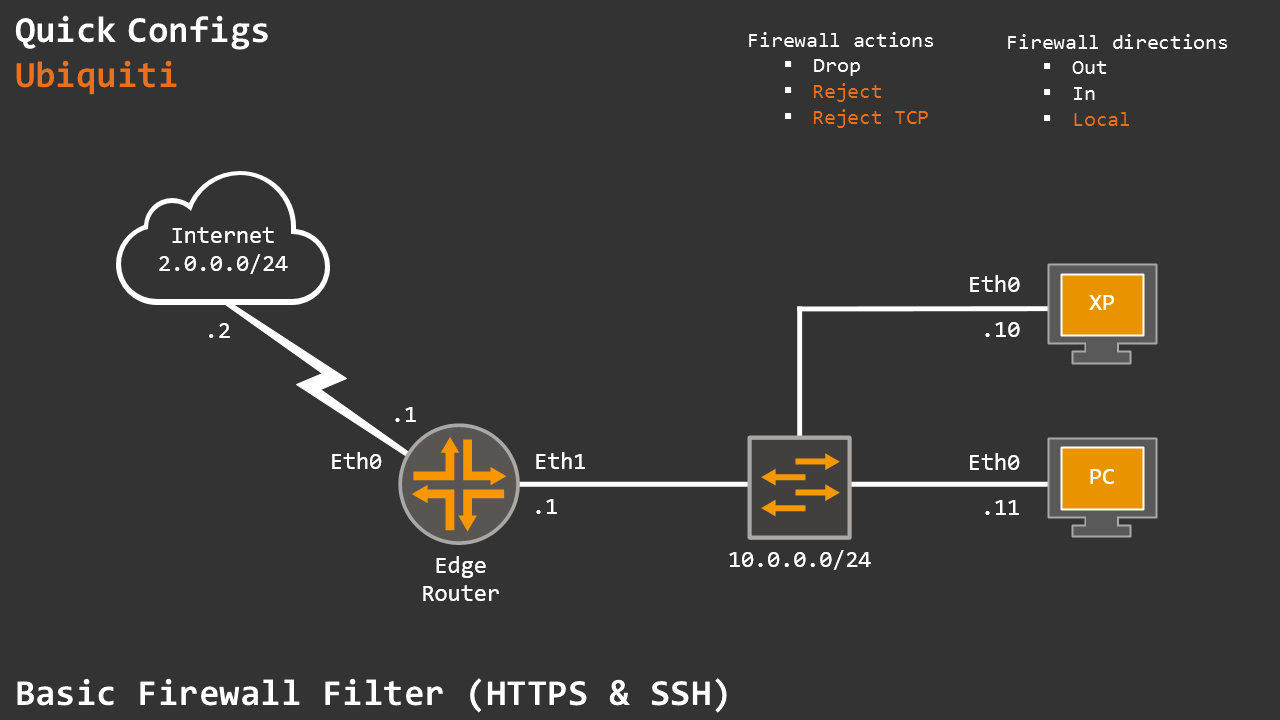 Quick Configs
Ubiquiti
Firewall actions
Drop
Reject
Reject TCP
Firewall directions
Out
In
Local
Internet
2.0.0.0/24
.2
.1
Eth0
Edge
Router
Eth1
.1
10.0.0.0/24
Eth0
.10
XP
Eth0
.11
PC
Basic Firewall Filter (HTTPS & SSH)